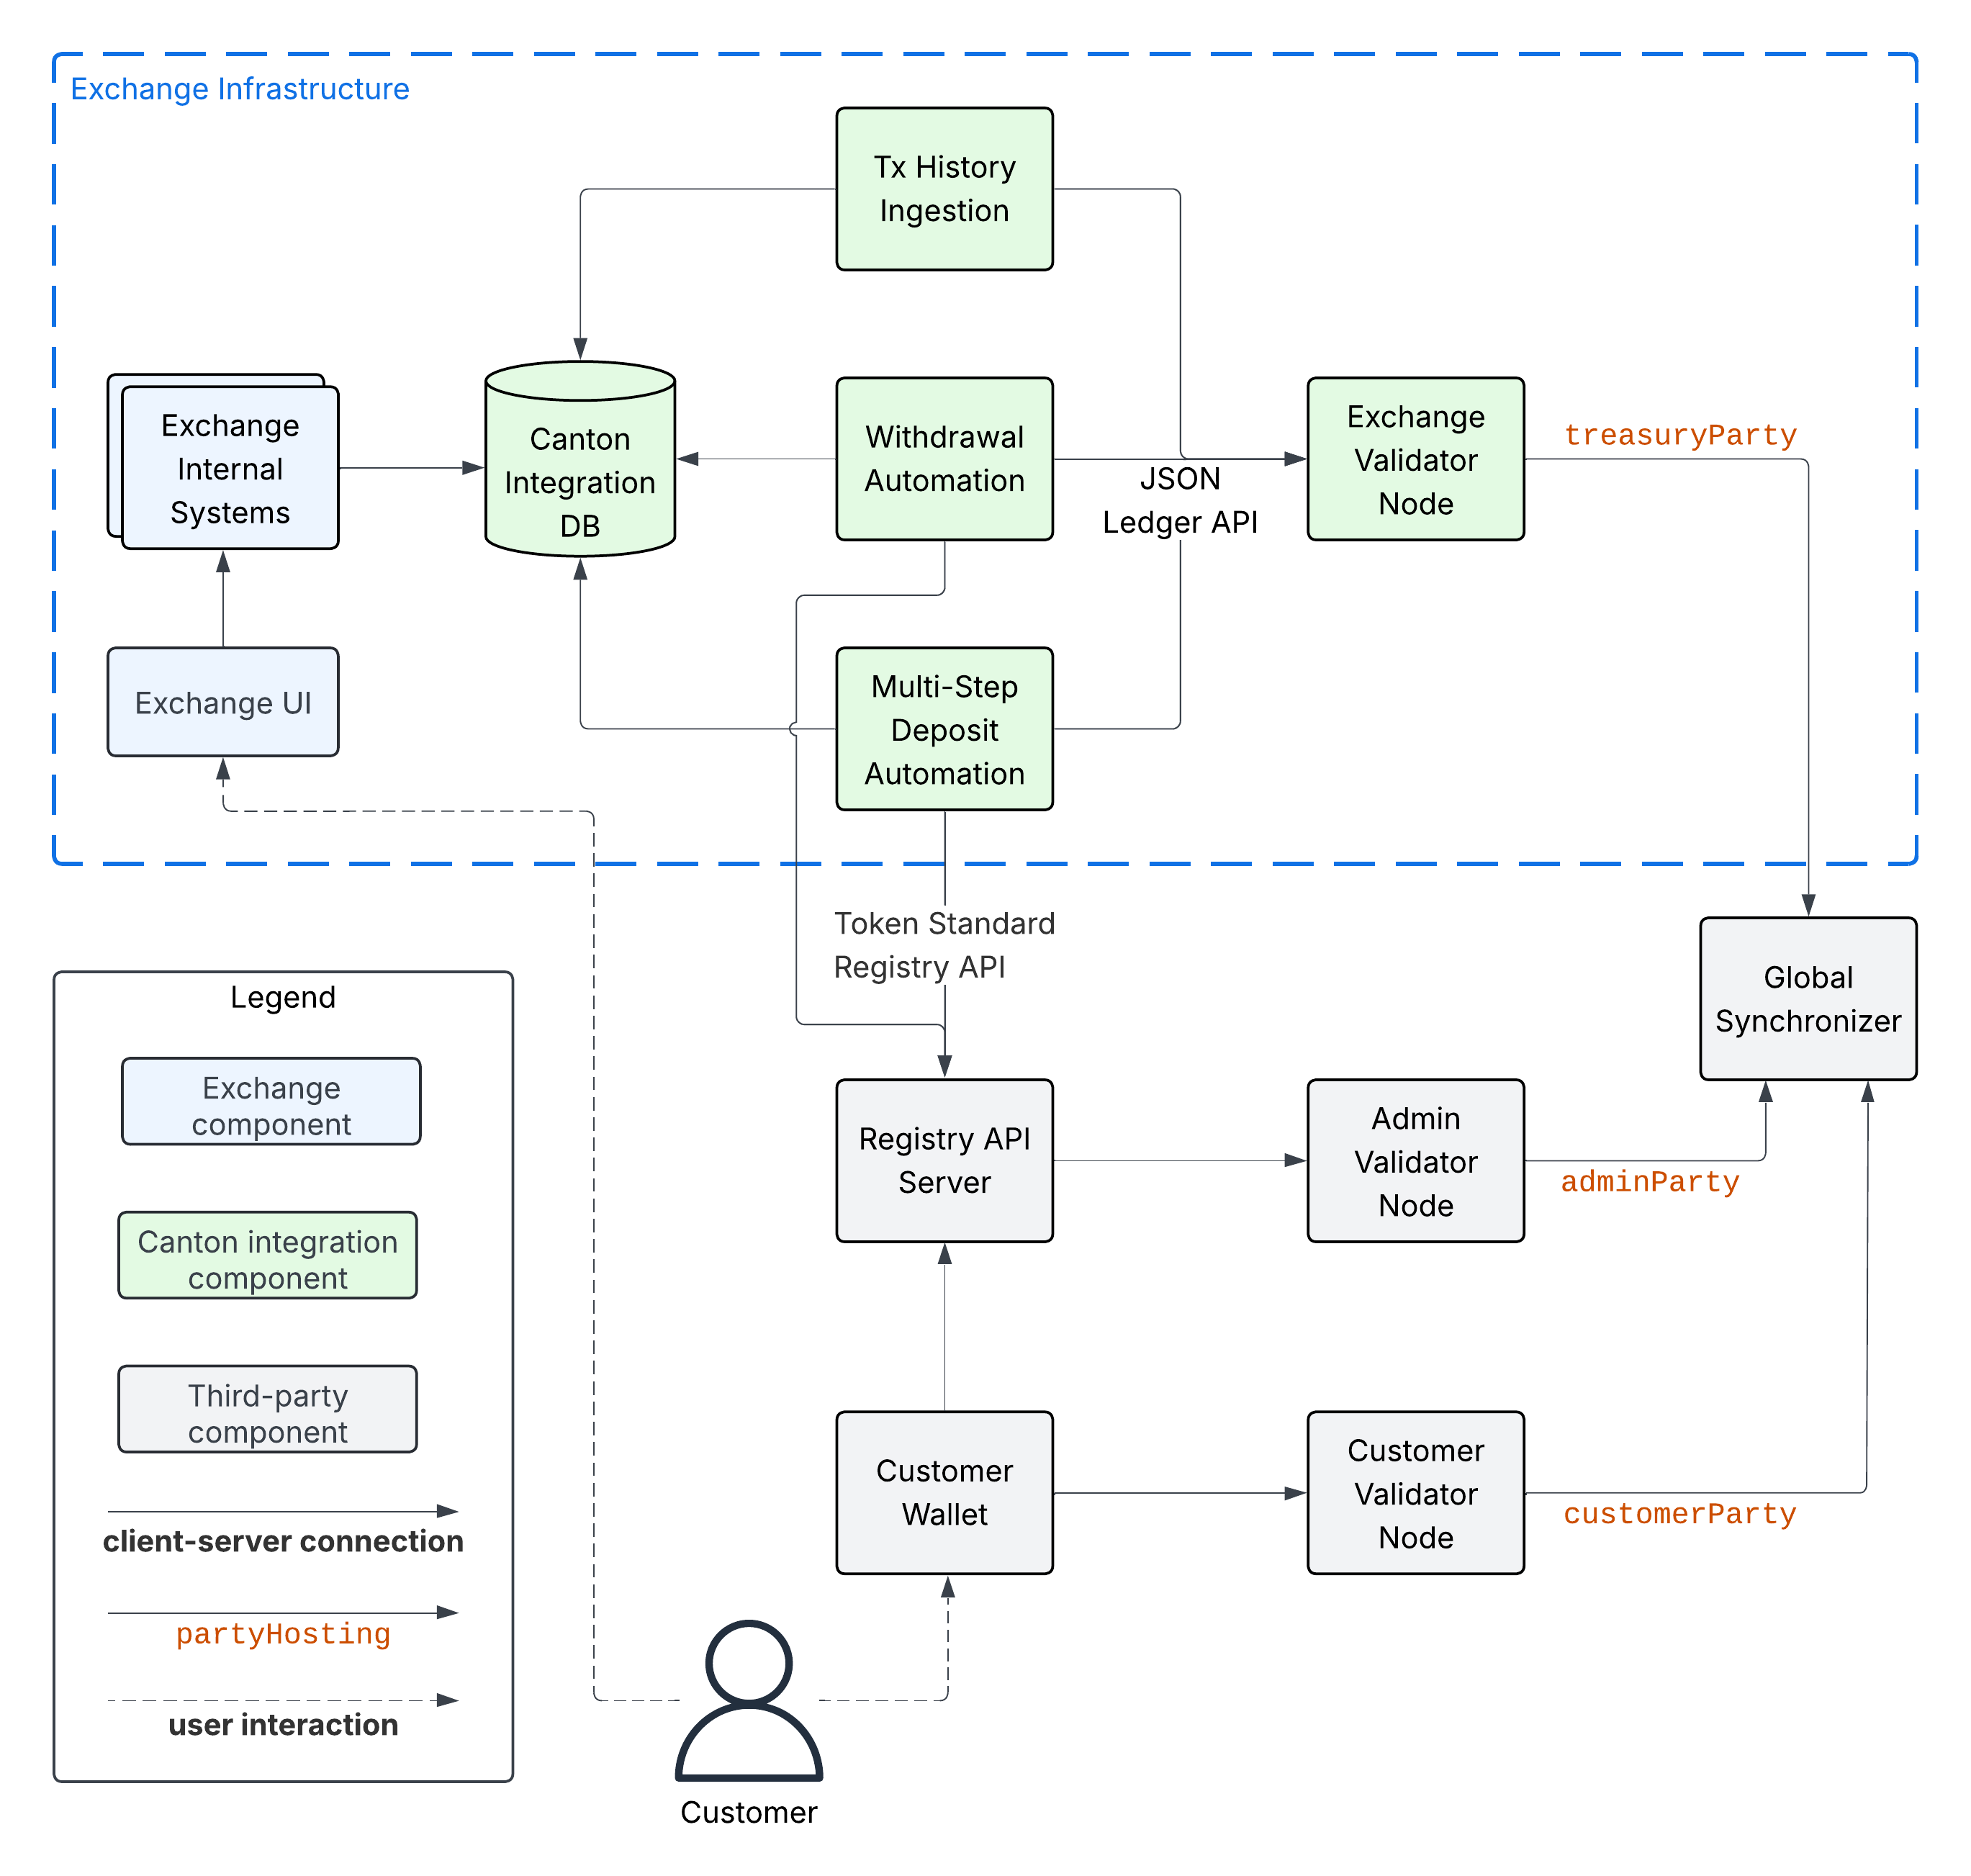 Exchange Infrastructure
Tx History
Ingestion
Exchange
Internal
Systems
Canton
Integration
DB
Withdrawal
Automation
JSON
Ledger API
Exchange
Validator
Node
treasuryParty
Exchange UI
Multi-Step
Deposit
Automation
Token Standard
Registry API
Global
Synchronizer
Legend
Exchange
component
Canton integration
component
Third-party
component
client-server connection
partyHosting
user interaction
Registry API
Server
Admin
Validator
Node
adminParty
Customer
Wallet
Customer
Validator
Node
customerParty
Customer